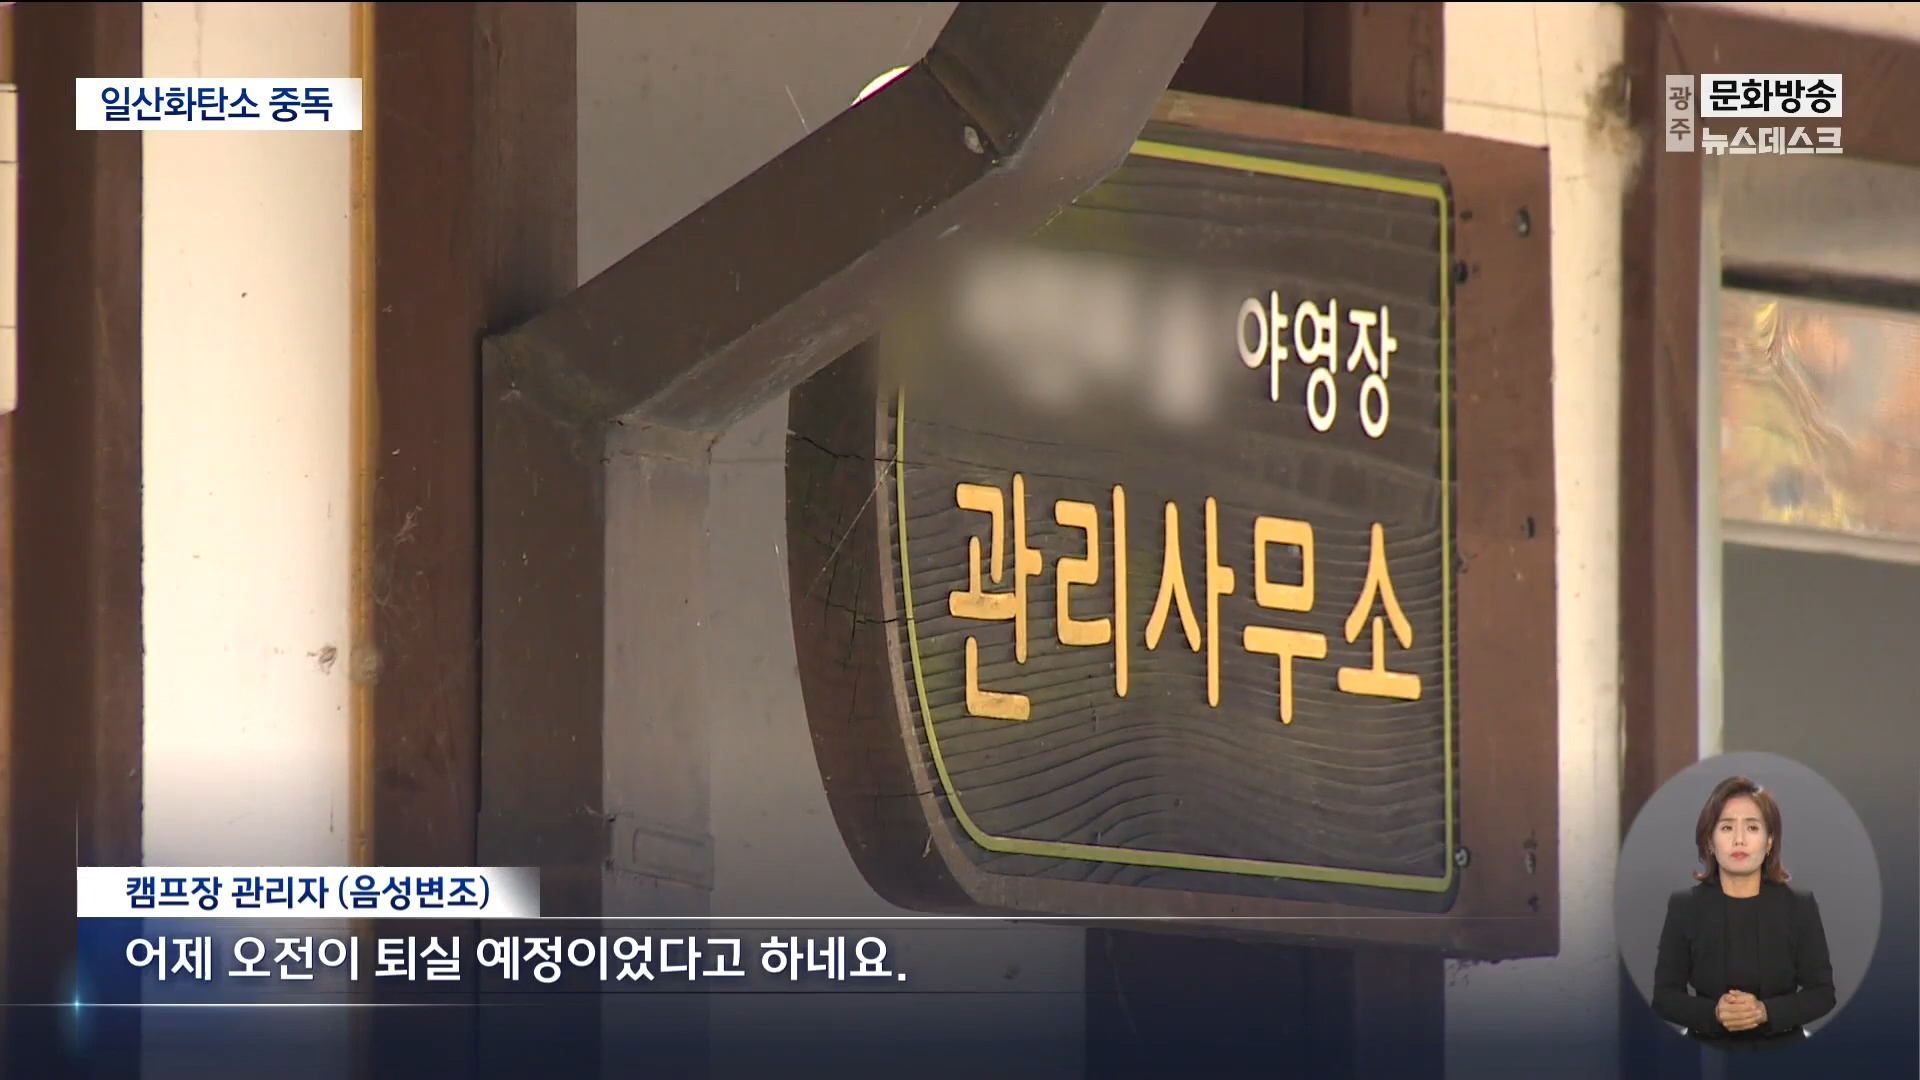 일산화탄소 중독
광주
문화방송
뉴스데스크
야영장
관리사무소
캠프장 관리자 (음성변조)
어제 오전이 퇴실 예정이었다고 하네요.